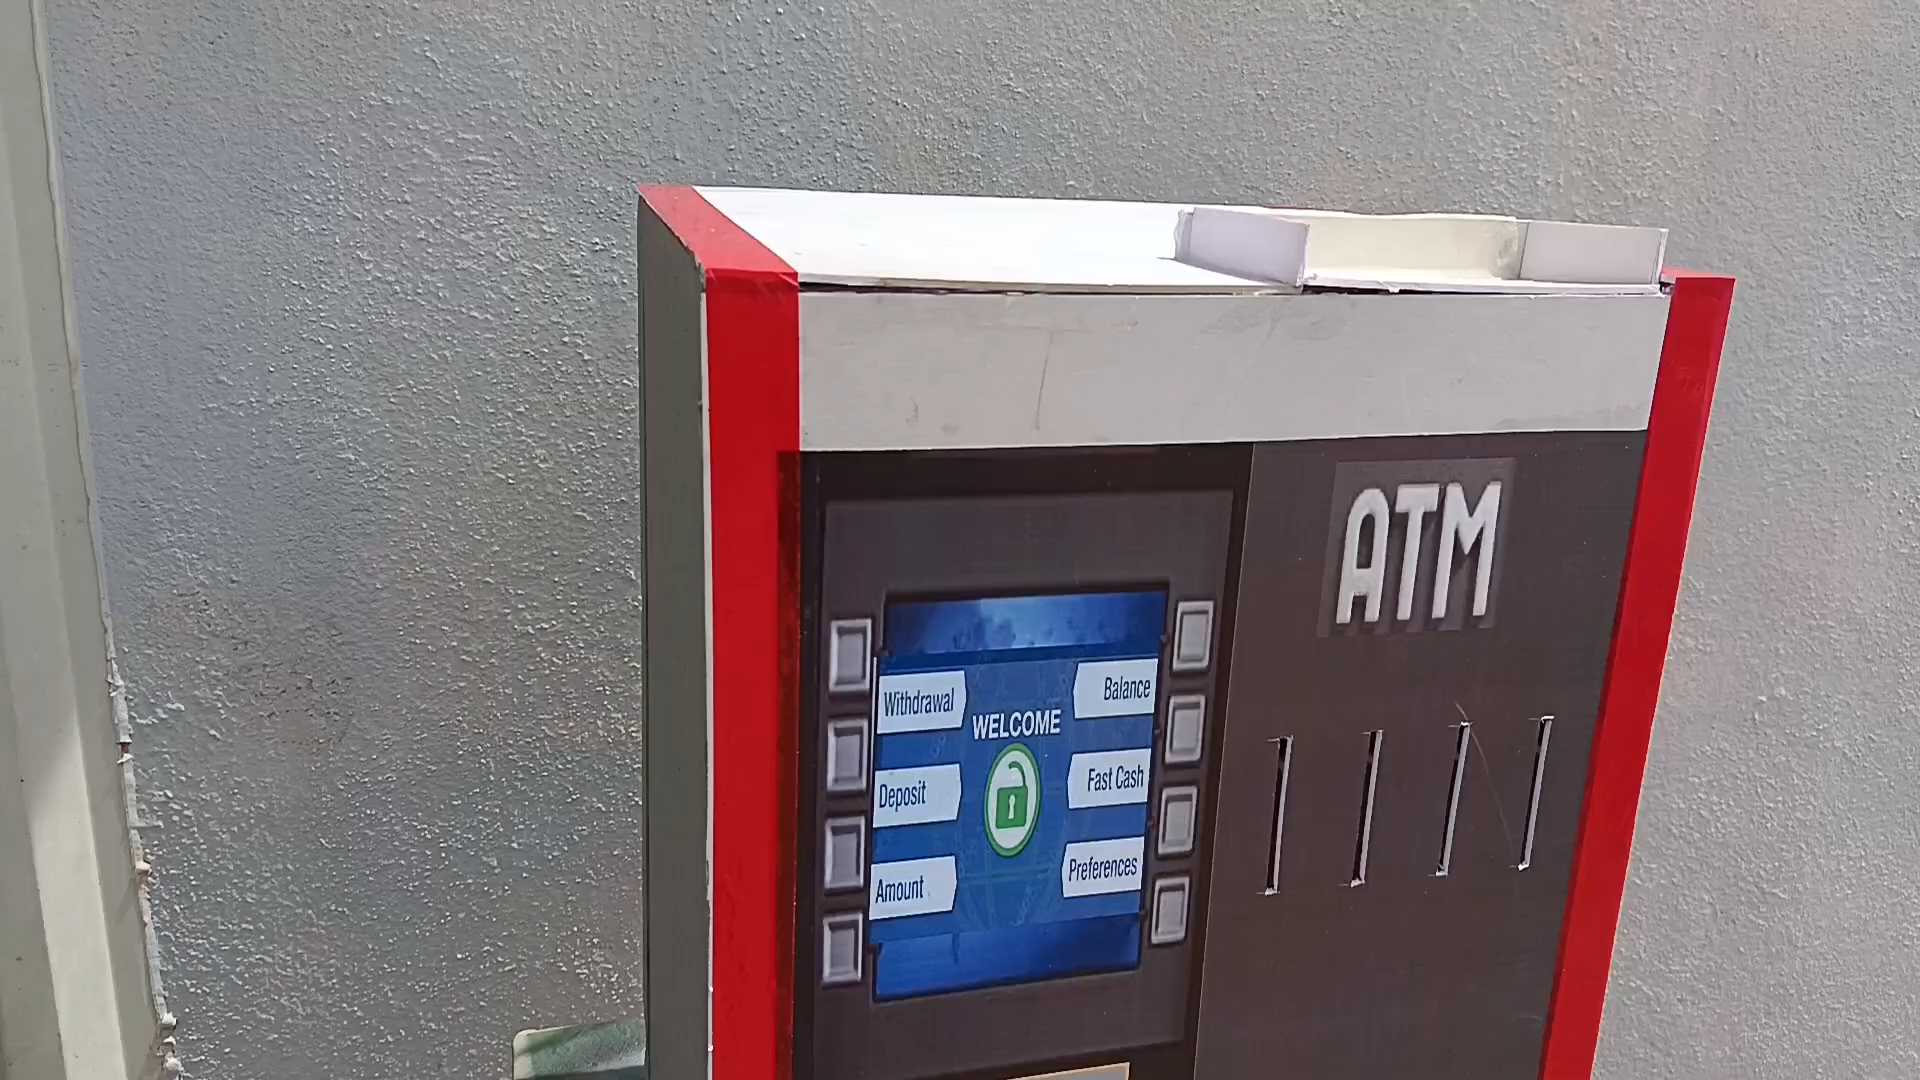 ATM
Withdrawal
Balance
WELCOME
Deposit
Fast Cash
Amount
Preferences